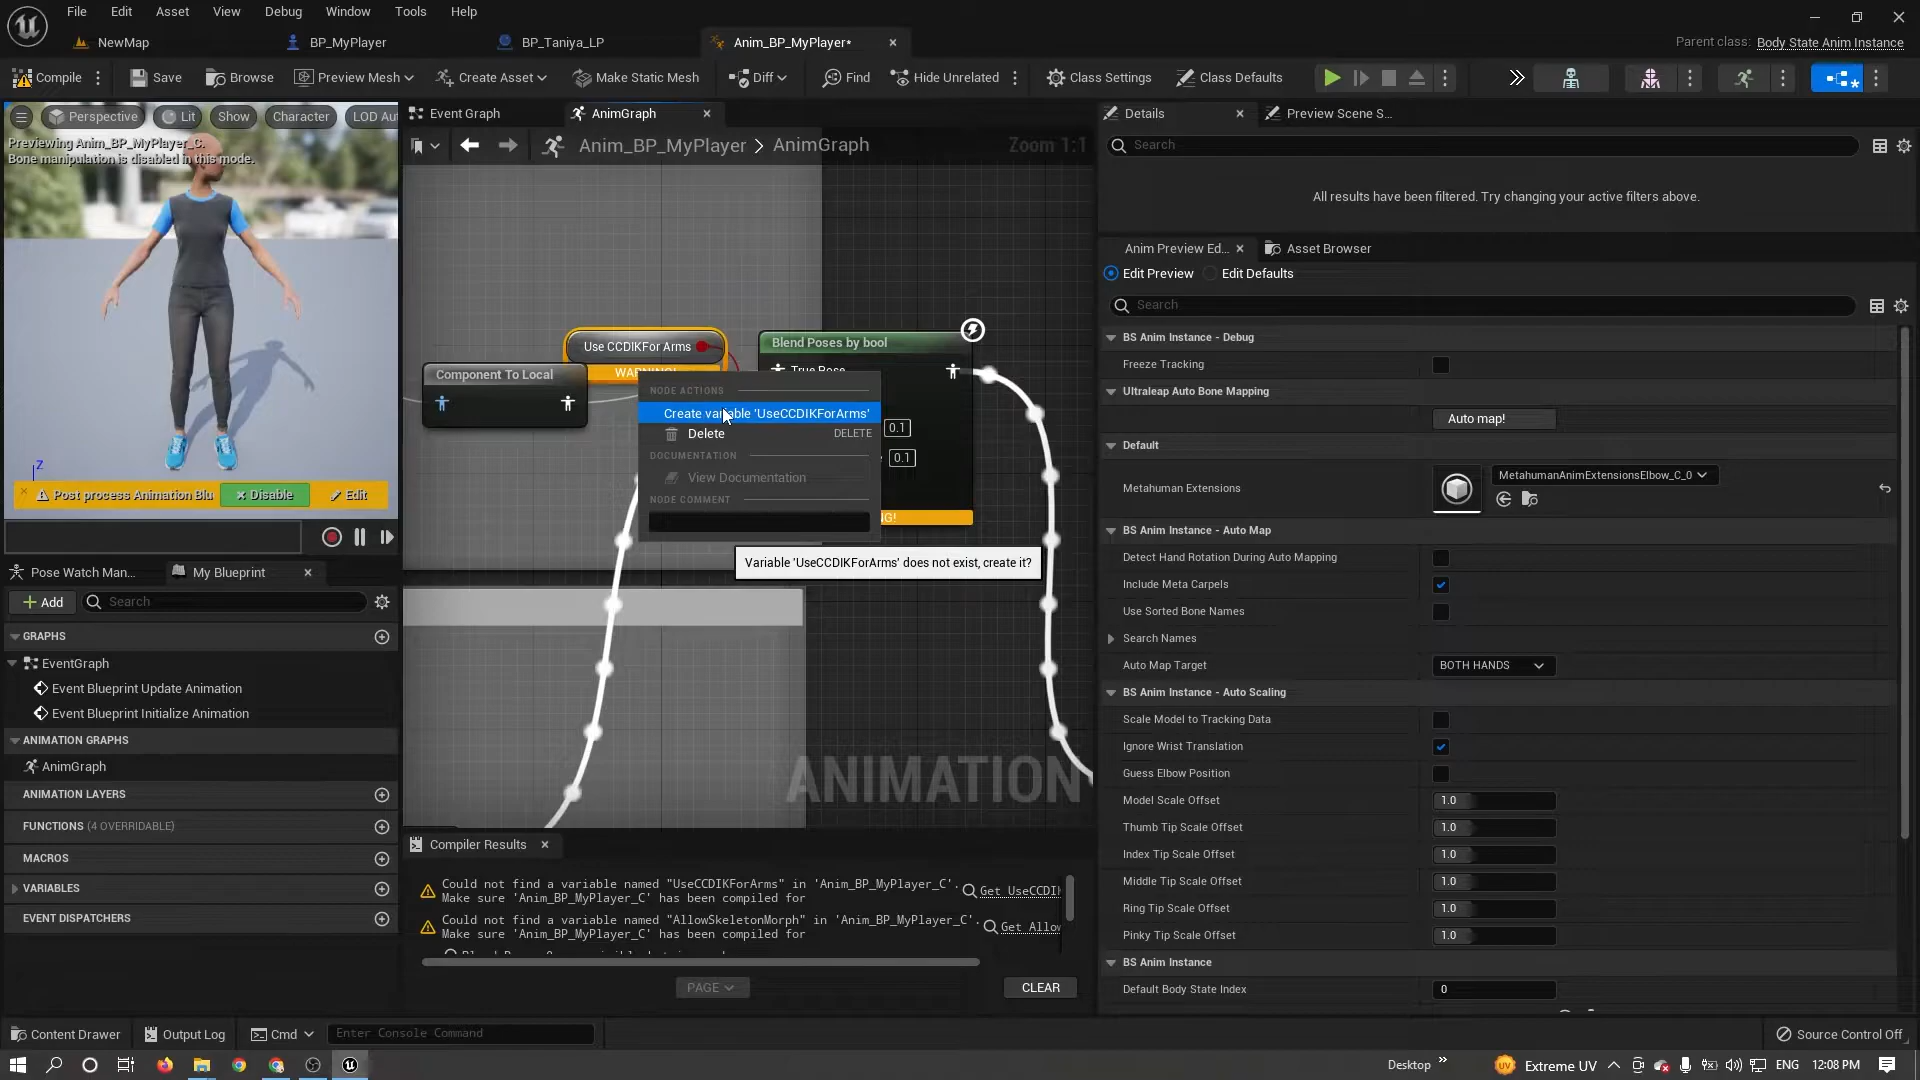 File Edit Asset View Debug Window Tools Help
NewMap BP_MyPlayer BP_Taniya_LP Anim_BP_MyPlayer*
Parent class: Body State Anim Instance
Compile Save Browse Preview Mesh Create Asset Make Static Mesh Diff Find Hide Unrelated Class Settings Class Defaults
Perspective Lit Show Character LOD Aut
Previewing Anim_BP_MyPlayer_C.
Bone manipulation is disabled in this mode.
Z
Post process Animation Blu Disable Edit
Event Graph AnimGraph
Anim_BP_MyPlayer > AnimGraph Zoom 1:1
Use CCDIKFor Arms
Component To Local
Blend Poses by bool
True Pose
0.1
0.1
NODE ACTIONS
Create variable 'UseCCDIKForArms'
Delete DELETE
DOCUMENTATION
View Documentation
NODE COMMENT
Variable 'UseCCDIKForArms' does not exist, create it?
ANIMATION
Pose Watch Man... My Blueprint
Add Search
GRAPHS
EventGraph
Event Blueprint Update Animation
Event Blueprint Initialize Animation
ANIMATION GRAPHS
AnimGraph
ANIMATION LAYERS
FUNCTIONS (4 OVERRIDABLE)
MACROS
VARIABLES
EVENT DISPATCHERS
Compiler Results
Could not find a variable named "UseCCDIKForArms" in 'Anim_BP_MyPlayer_C'.
Make sure 'Anim_BP_MyPlayer_C' has been compiled for
Get UseCCDIK
Could not find a variable named "AllowSkeletonMorph" in 'Anim_BP_MyPlayer_C'.
Make sure 'Anim_BP_MyPlayer_C' has been compiled for
Get Allow
PAGE CLEAR
Details Preview Scene S...
Search
All results have been filtered. Try changing your active filters above.
Anim Preview Ed... Asset Browser
Edit Preview Edit Defaults
Search
BS Anim Instance - Debug
Freeze Tracking
Ultraleap Auto Bone Mapping
Auto map!
Default
Metahuman Extensions MetahumanAnimExtensionsElbow_C_0
BS Anim Instance - Auto Map
Detect Hand Rotation During Auto Mapping
Include Meta Carpels
Use Sorted Bone Names
Search Names
Auto Map Target BOTH HANDS
BS Anim Instance - Auto Scaling
Scale Model to Tracking Data
Ignore Wrist Translation
Guess Elbow Position
Model Scale Offset 1.0
Thumb Tip Scale Offset 1.0
Index Tip Scale Offset 1.0
Middle Tip Scale Offset 1.0
Ring Tip Scale Offset 1.0
Pinky Tip Scale Offset 1.0
BS Anim Instance
Default Body State Index 0
Content Drawer Output Log Cmd Enter Console Command Source Control Off
Desktop UV Extreme UV ENG 12:08 PM